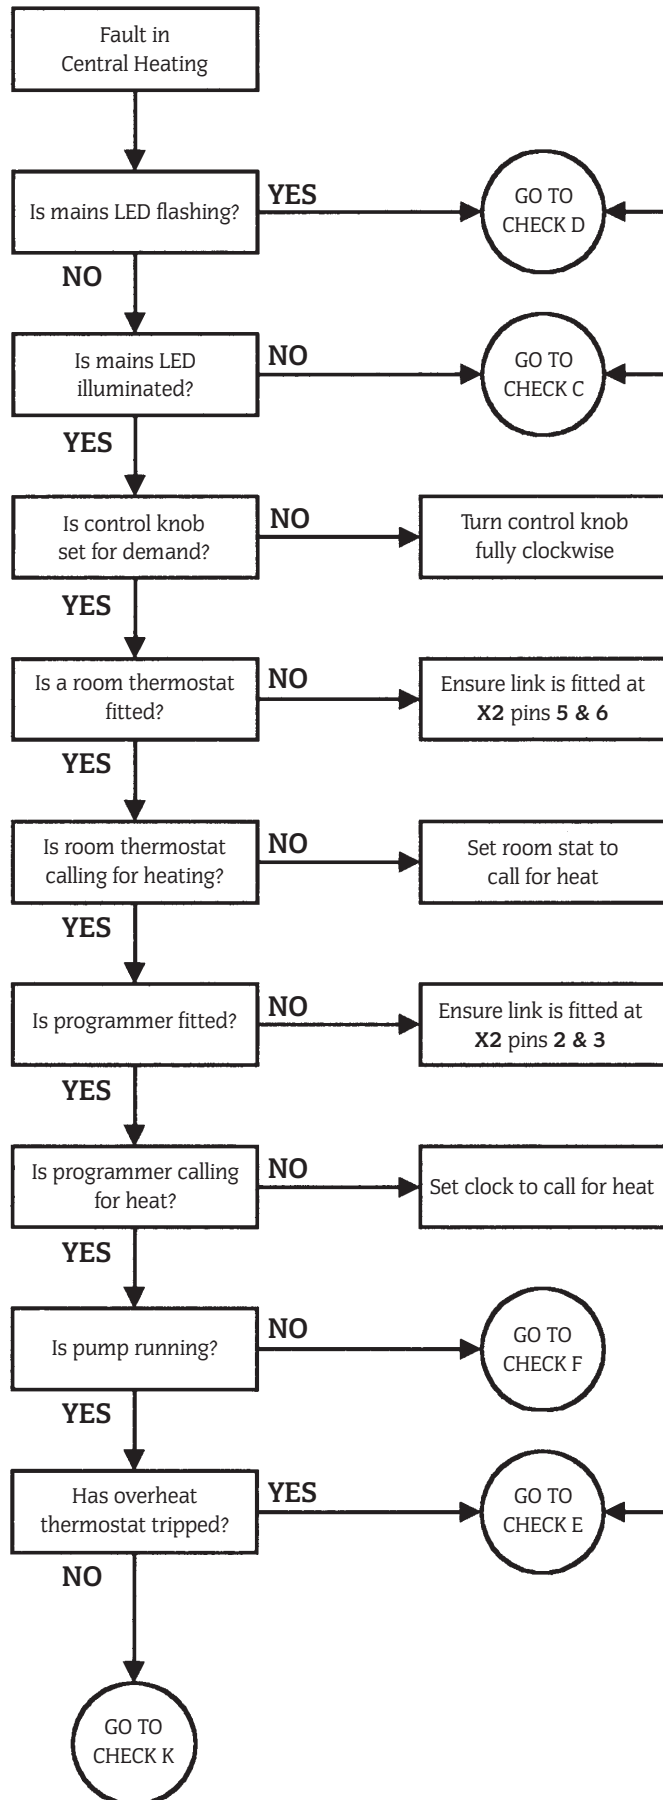 Fault in
Central Heating
Is mains LED flashing?
YES
GO TO
CHECK D
NO
Is mains LED
illuminated?
NO
GO TO
CHECK C
YES
Is control knob
set for demand?
NO
Turn control knob
fully clockwise
YES
Is a room thermostat
fitted?
NO
Ensure link is fitted at
X2 pins 5 & 6
YES
Is room thermostat
calling for heating?
NO
Set room stat to
call for heat
YES
Is programmer fitted?
NO
Ensure link is fitted at
X2 pins 2 & 3
YES
Is programmer calling
for heat?
NO
Set clock to call for heat
YES
Is pump running?
NO
GO TO
CHECK F
YES
Has overheat
thermostat tripped?
YES
GO TO
CHECK E
NO
GO TO
CHECK K